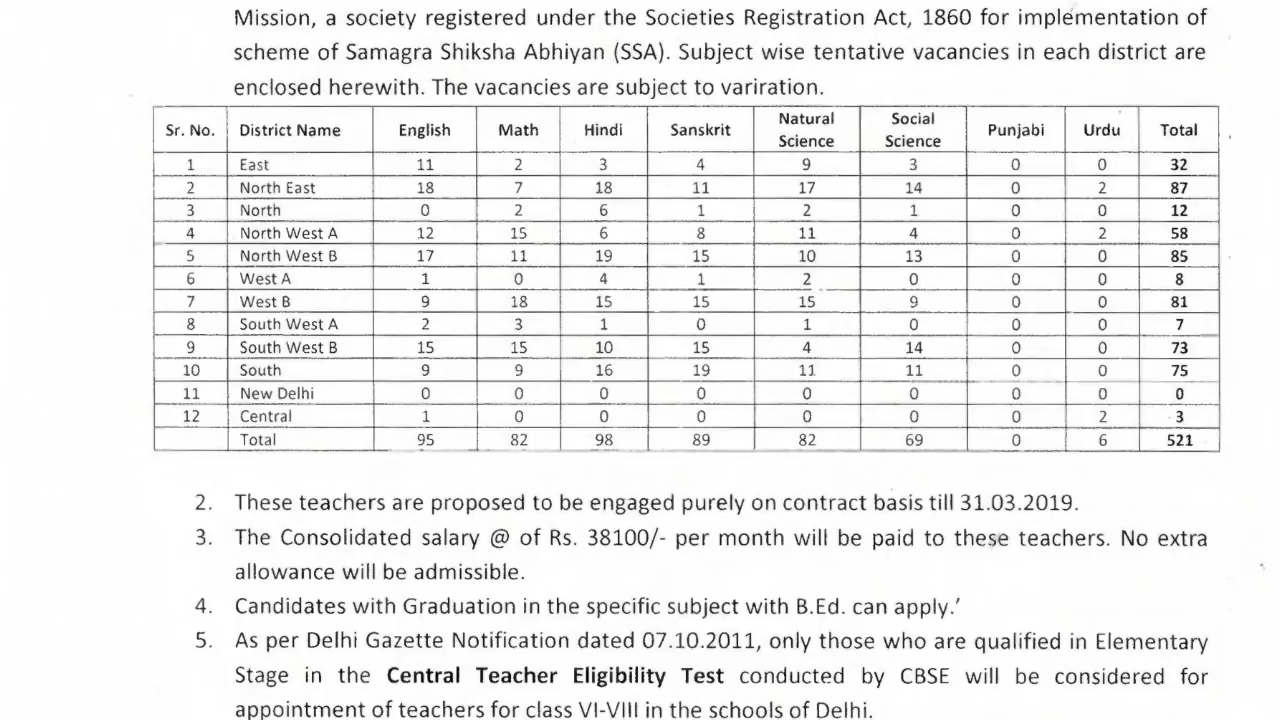 Mission, a society registered under the Societies Registration Act, 1860 for implementation of
scheme of Samagra Shiksha Abhiyan (SSA). Subject wise tentative vacancies in each district are
enclosed herewith. The vacancies are subject to variration.
Sr. No. District Name English Math Hindi Sanskrit Natural Science Social Science Punjabi Urdu Total
1 East 11 2 3 4 9 3 0 0 32
2 North East 18 7 18 11 17 14 0 2 87
3 North 0 2 6 1 2 1 0 0 12
4 North West A 12 15 6 8 11 4 0 2 58
5 North West B 17 11 19 15 10 13 0 0 85
6 West A 1 0 4 1 2 0 0 0 8
7 West B 9 18 15 15 15 9 0 0 81
8 South West A 2 3 1 0 1 0 0 0 7
9 South West B 15 15 10 15 4 14 0 0 73
10 South 9 9 16 19 11 11 0 0 75
11 New Delhi 0 0 0 0 0 0 0 0 0
12 Central 1 0 0 0 0 0 0 2 3
Total 95 82 98 89 82 69 0 6 521
2. These teachers are proposed to be engaged purely on contract basis till 31.03.2019.
3. The Consolidated salary @ of Rs. 38100/- per month will be paid to these teachers. No extra
allowance will be admissible.
4. Candidates with Graduation in the specific subject with B.Ed. can apply.'
5. As per Delhi Gazette Notification dated 07.10.2011, only those who are qualified in Elementary
Stage in the Central Teacher Eligibility Test conducted by CBSE will be considered for
appointment of teachers for class VI-VIII in the schools of Delhi.